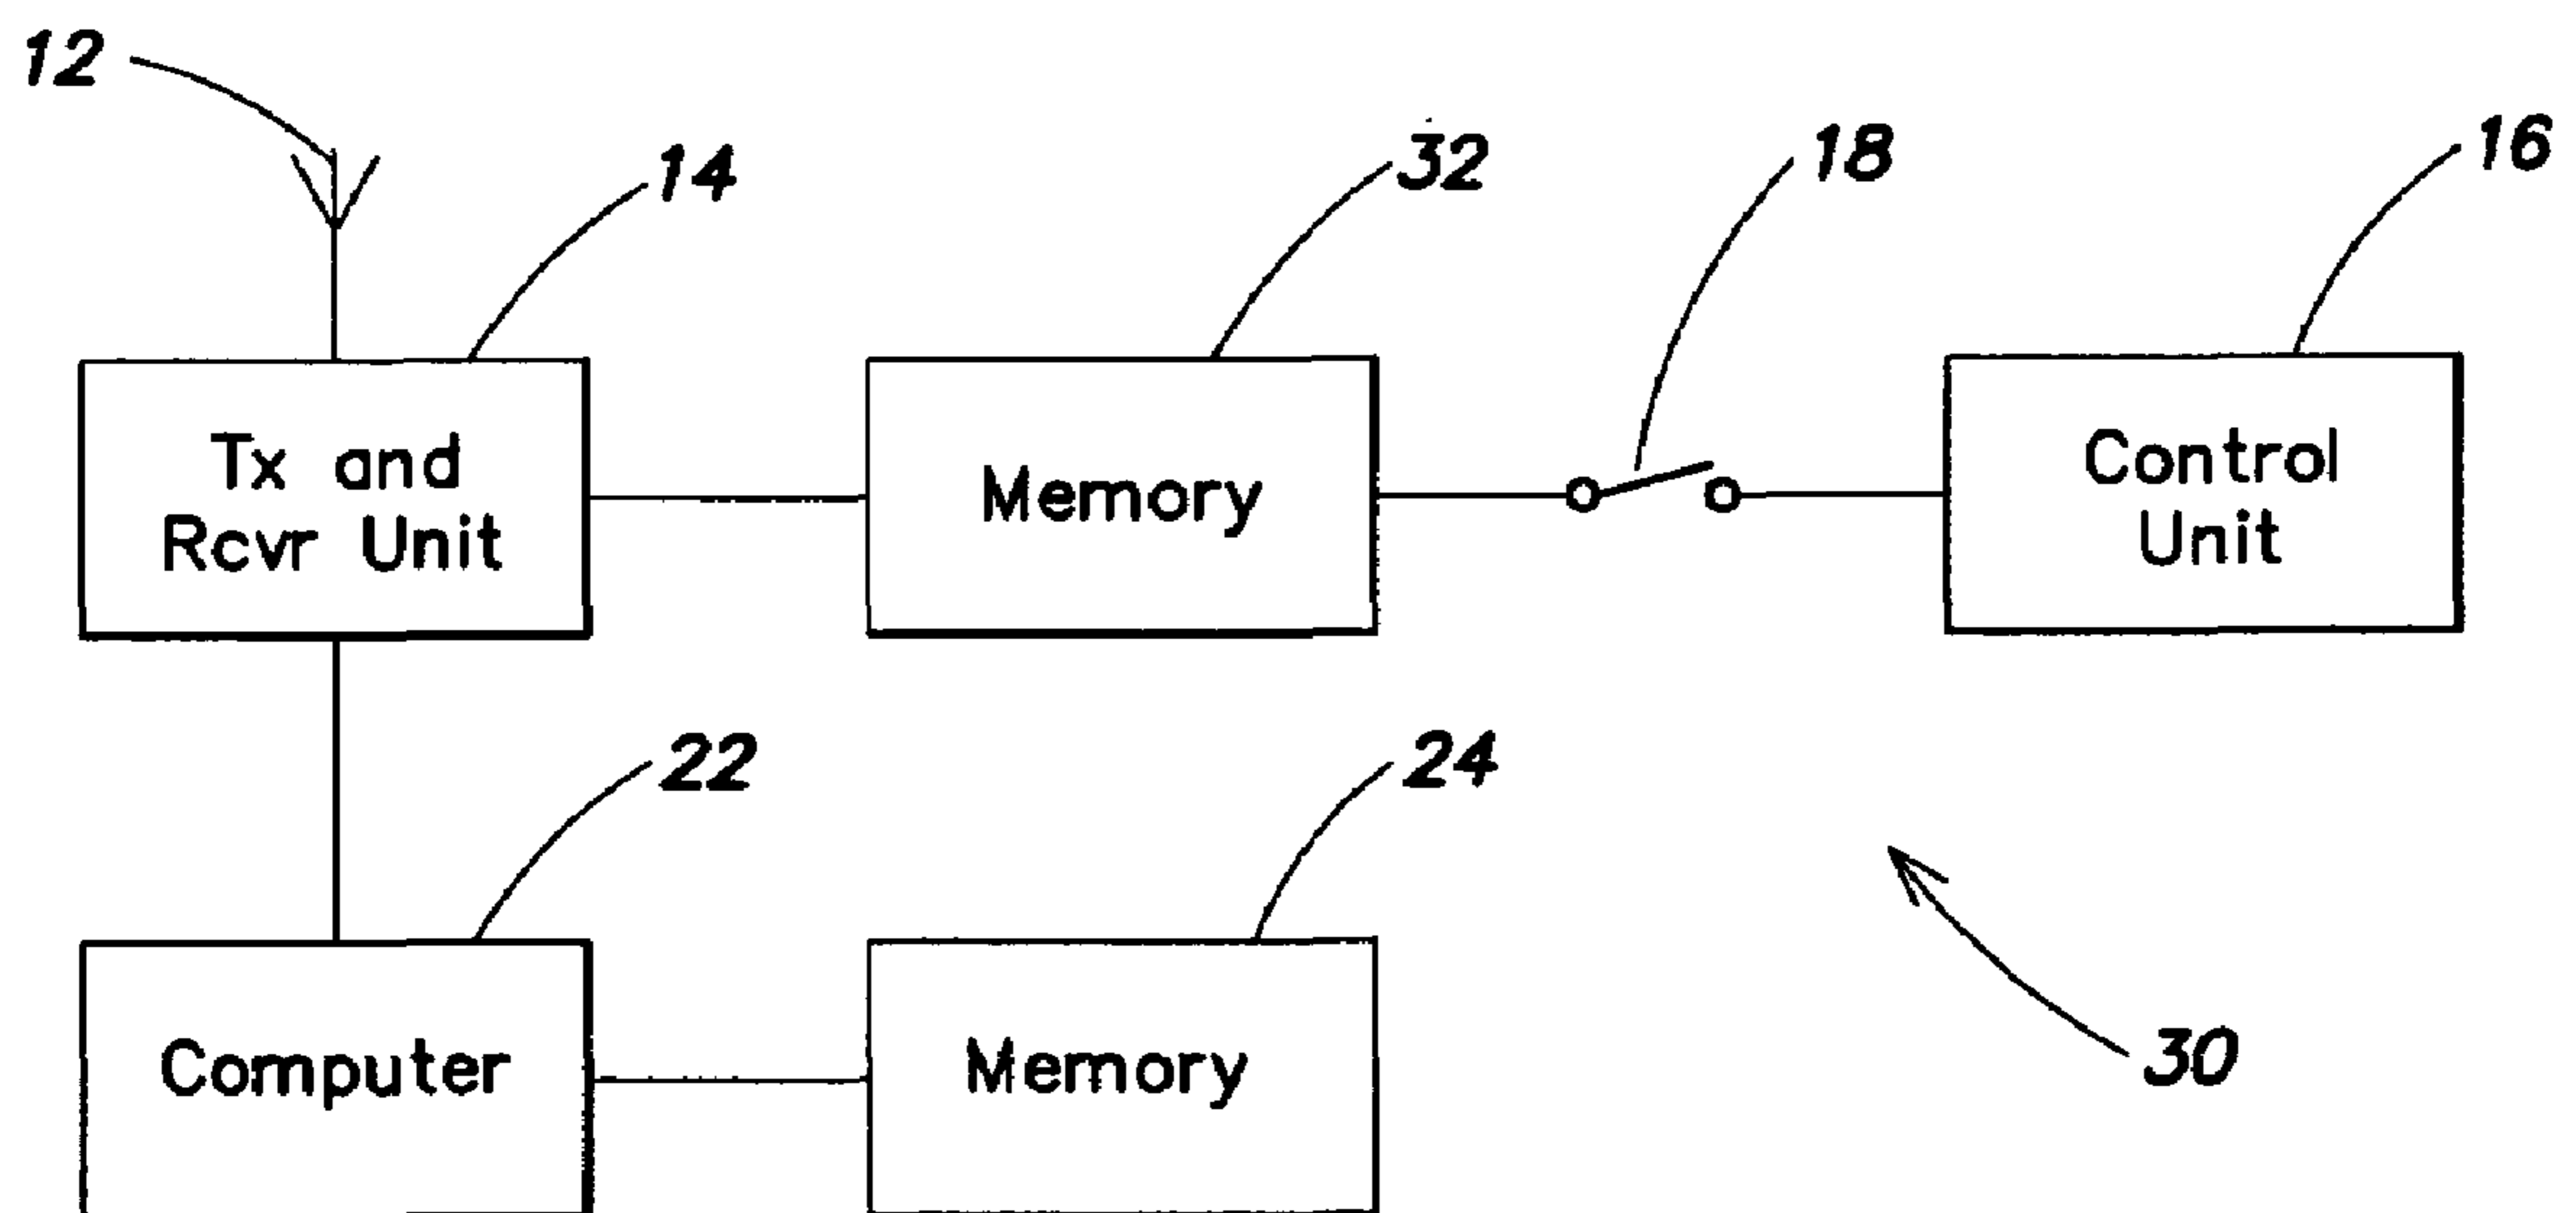 12
14
32
18
16
Tx and
Rcvr Unit
Memory
Control
Unit
22
24
Computer
Memory
30